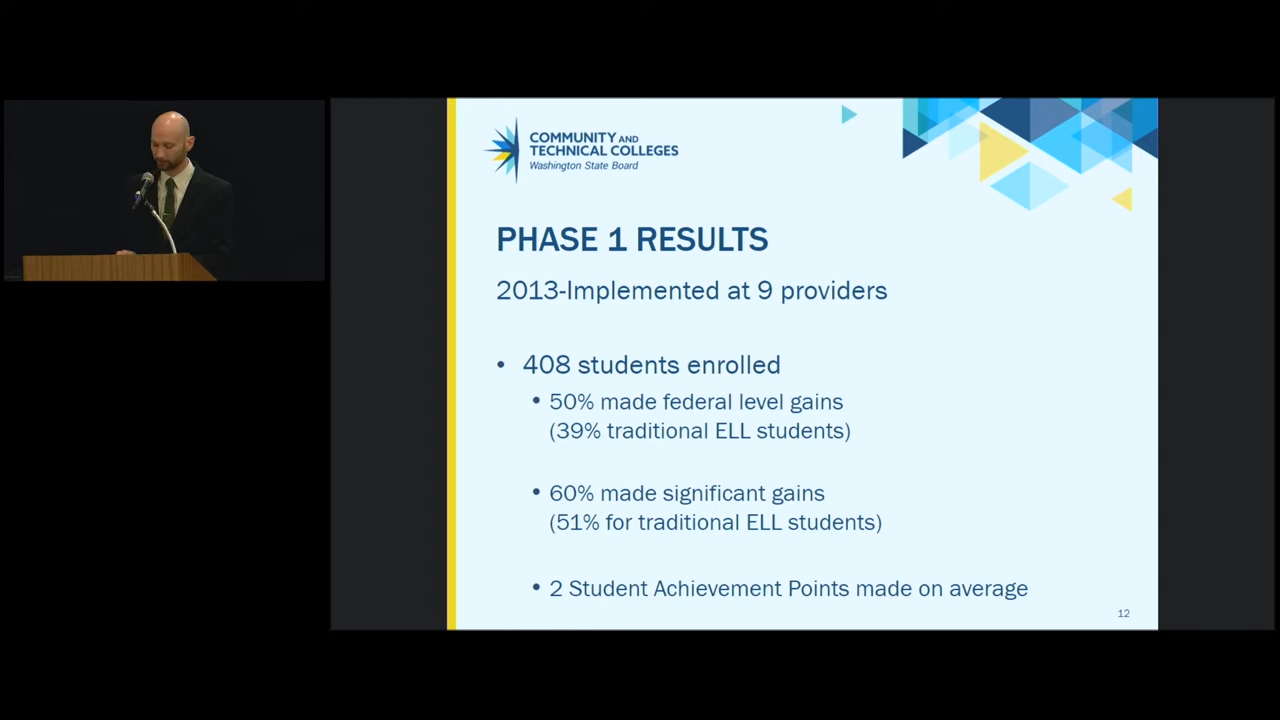 COMMUNITY AND
TECHNICAL COLLEGES
Washington State Board
PHASE 1 RESULTS
2013-Implemented at 9 providers
• 408 students enrolled
• 50% made federal level gains
(39% traditional ELL students)
• 60% made significant gains
(51% for traditional ELL students)
• 2 Student Achievement Points made on average
12